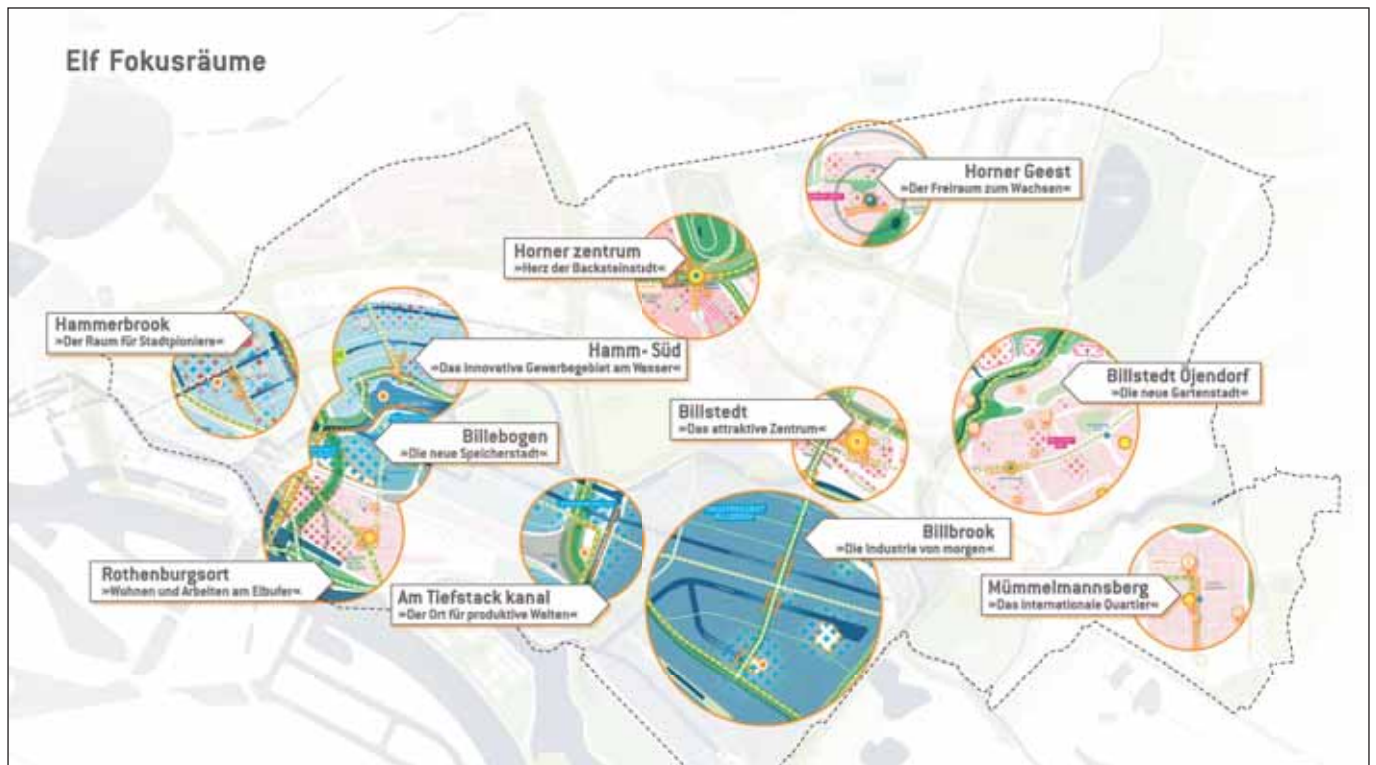 Elf Fokusräume
Horner Geest
»Der Freiraum zum Wachsen«
Horner zentrum
»Herz der Backsteinstadt«
Hammerbrook
»Der Raum für Stadtpioniere«
Hamm- Süd
»Das Innovative Gewerbegebiet am Wasser«
Billstedt Öjendorf
»Die neue Gartenstadt«
Billstedt
»Das attraktive Zentrum«
Billebogen
»Die neue Speicherstadt«
Billbrook
»Die Industrie von morgen«
Rothenburgsort
»Wohnen und Arbeiten am Elbufer«
Am Tiefstack kanal
»Der Ort für produktive Welten«
Mümmelmannsberg
»Das Internationale Quartier«